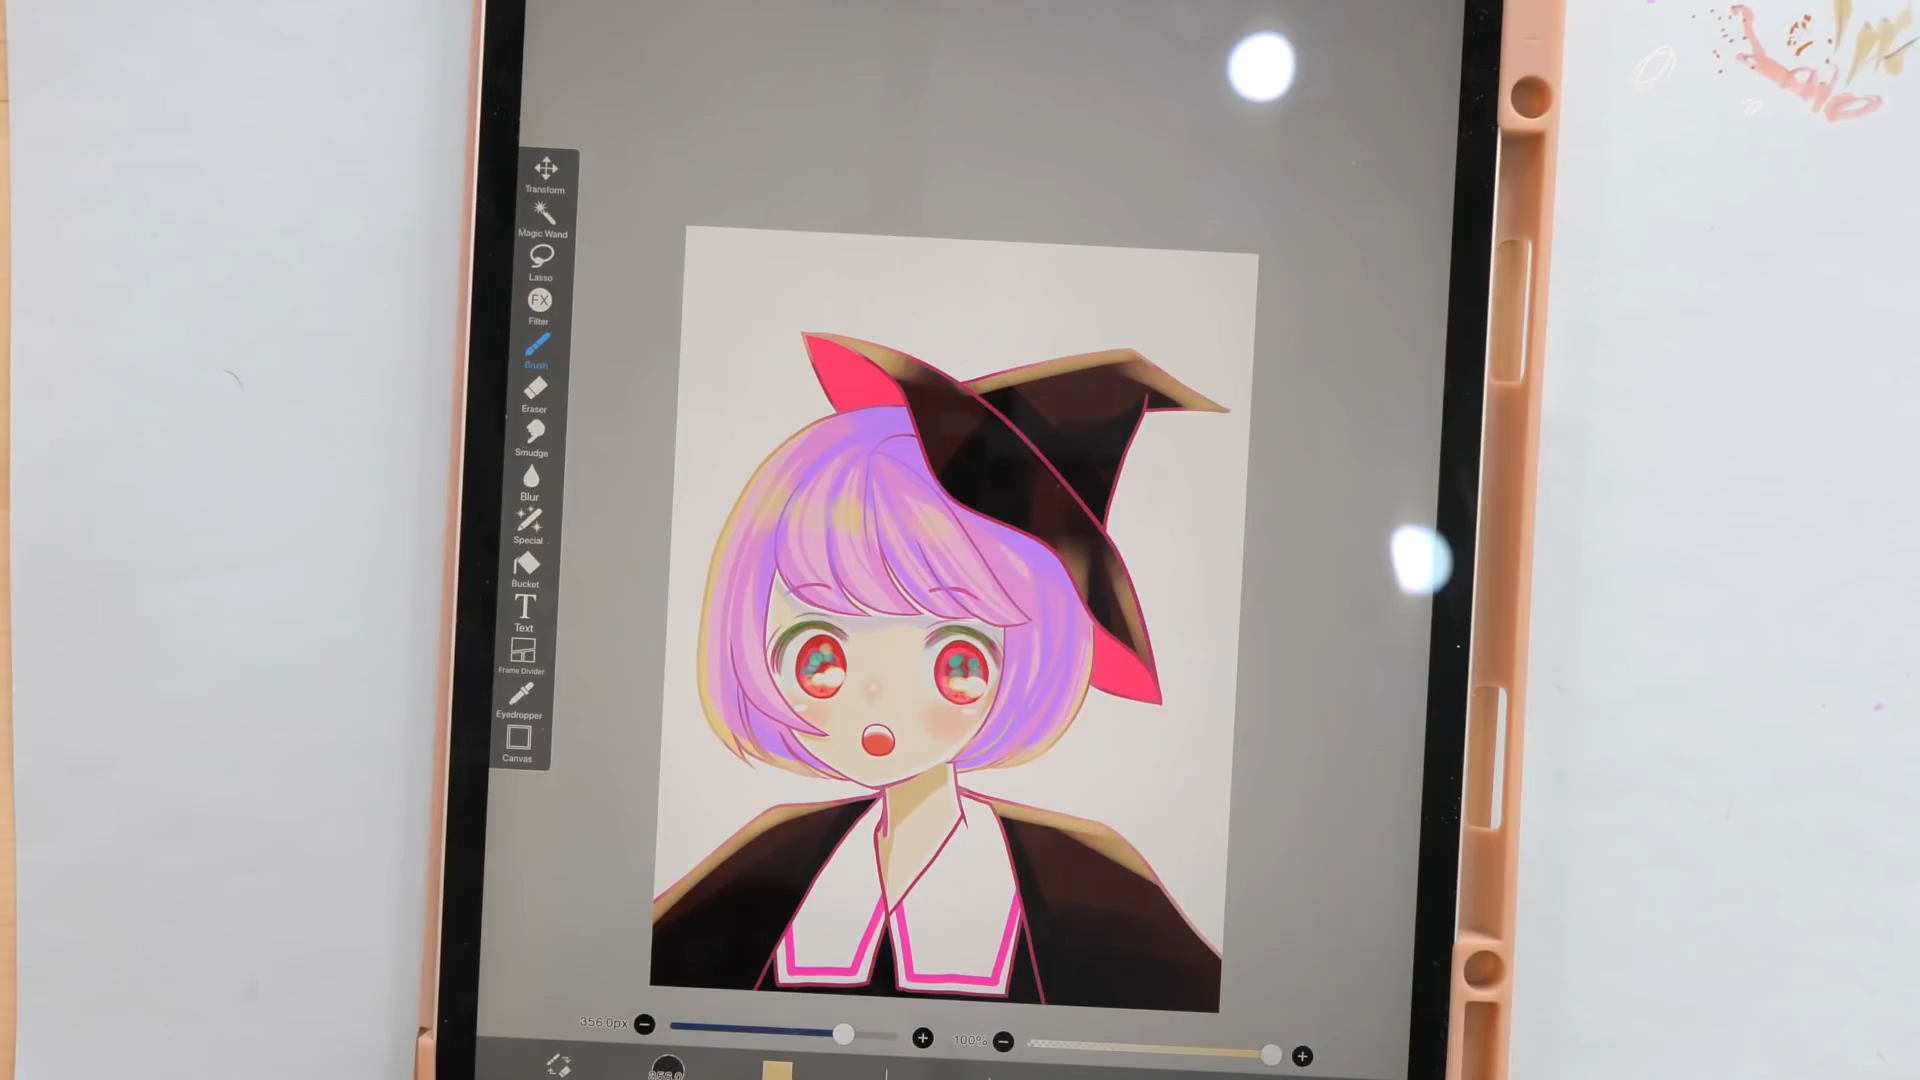 Transform
Magic Wand
Lasso
FX
Filter
Brush
Eraser
Smudge
Blur
Special
Bucket
T
Text
Frame Divider
Eyedropper
Canvas
356.0px
100%